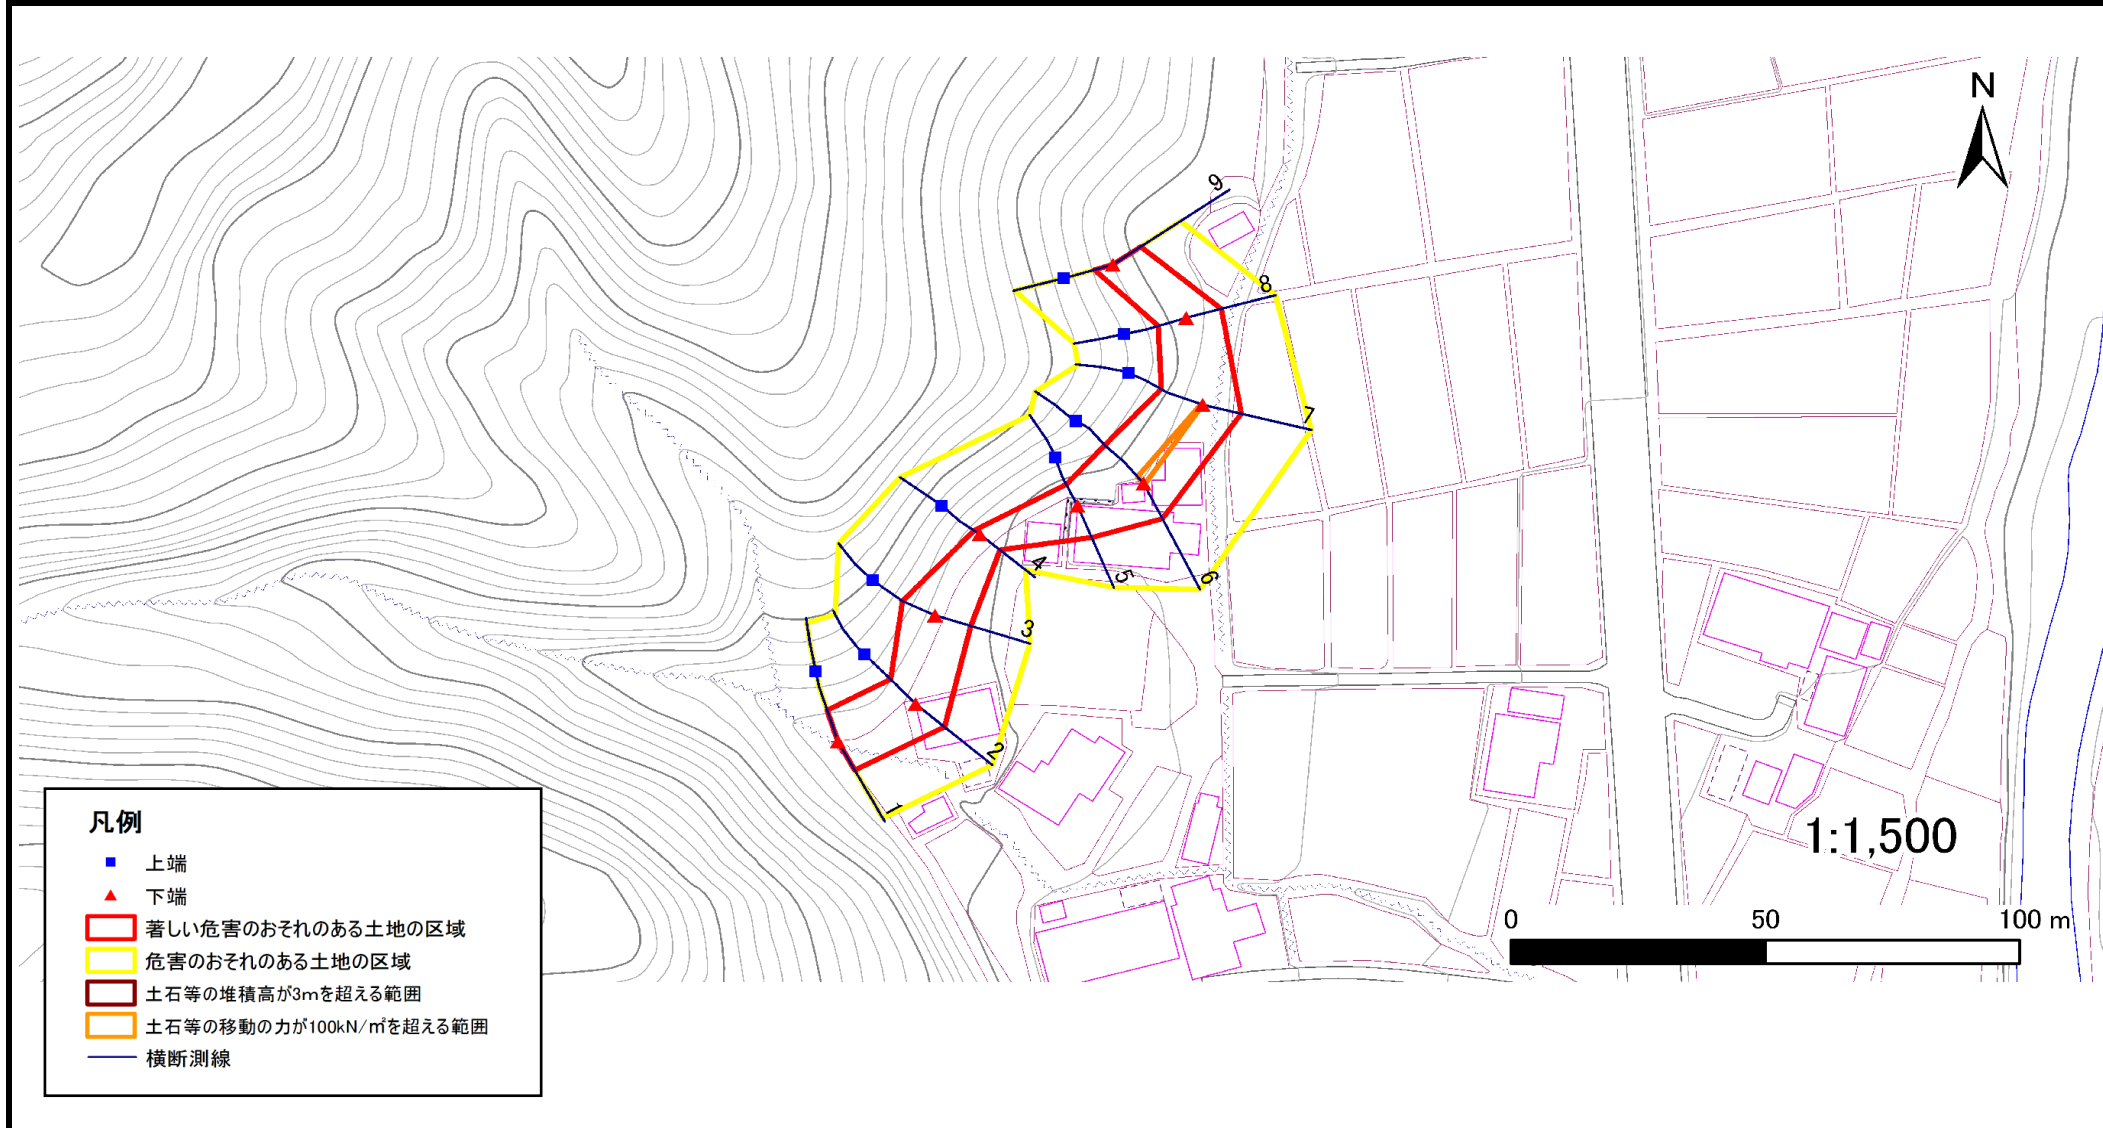 N
9
8
7
6
5
4
3
2
1
1:1,500
0 50 100 m
凡例
上端
下端
著しい危害のおそれのある土地の区域
危害のおそれのある土地の区域
土石等の堆積高が3mを超える範囲
土石等の移動の力が100kN/㎡を超える範囲
横断測線